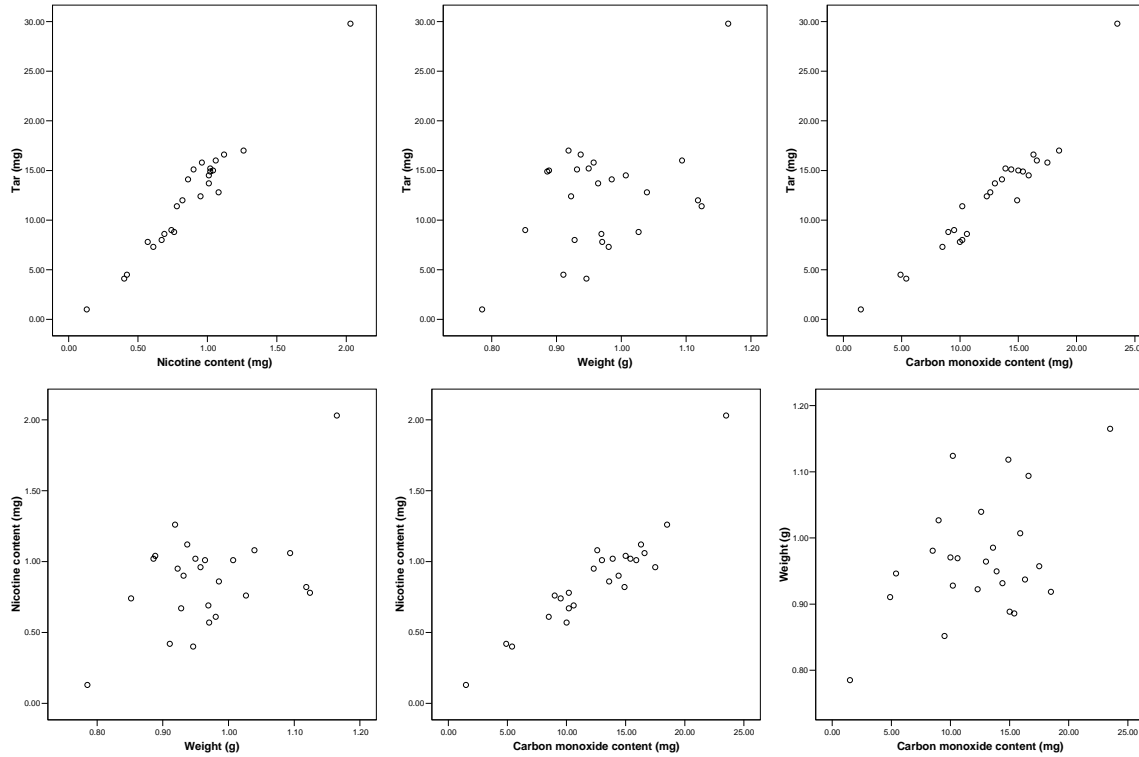 30.00
25.00
20.00
15.00
10.00
5.00
0.00
Tar (mg)
0.00 0.50 1.00 1.50 2.00
Nicotine content (mg)
30.00
25.00
20.00
15.00
10.00
5.00
0.00
Tar (mg)
0.80 0.90 1.00 1.10 1.20
Weight (g)
30.00
25.00
20.00
15.00
10.00
5.00
0.00
Tar (mg)
0.00 5.00 10.00 15.00 20.00 25.00
Carbon monoxide content (mg)
2.00
1.50
1.00
0.50
0.00
Nicotine content (mg)
0.80 0.90 1.00 1.10 1.20
Weight (g)
2.00
1.50
1.00
0.50
0.00
Nicotine content (mg)
0.00 5.00 10.00 15.00 20.00 25.00
Carbon monoxide content (mg)
1.20
1.10
1.00
0.90
0.80
Weight (g)
0.00 5.00 10.00 15.00 20.00 25.00
Carbon monoxide content (mg)